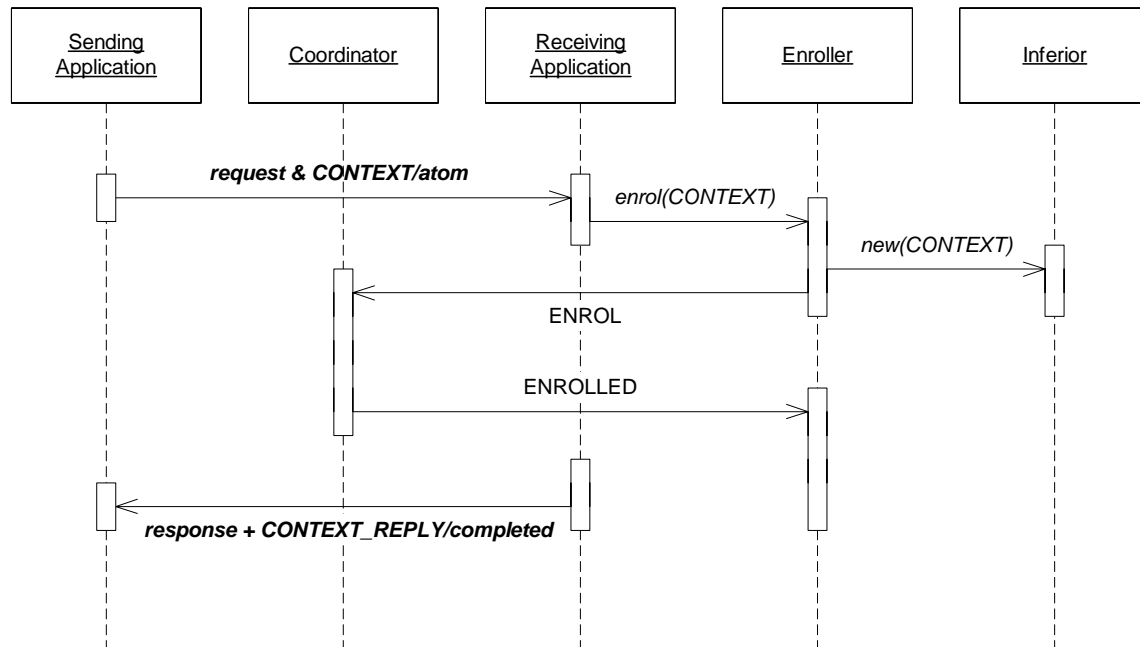 Sending
Application
Coordinator
Receiving
Application
Enroller
Inferior
request & CONTEXT/atom
enrol(CONTEXT)
new(CONTEXT)
ENROL
ENROLLED
response + CONTEXT_REPLY/completed